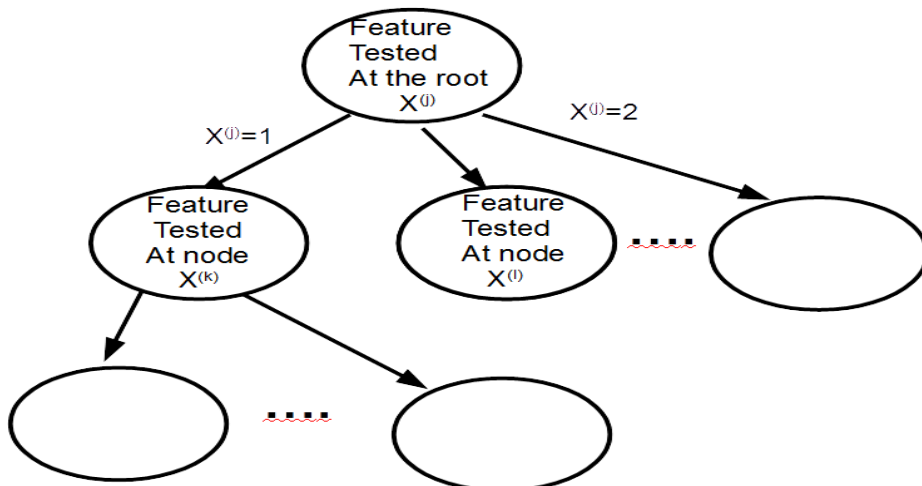 Feature
Tested
At the root
X(j)
X(j)=1
X(j)=2
Feature
Tested
At node
X(k)
Feature
Tested
At node
X(l)
....
....